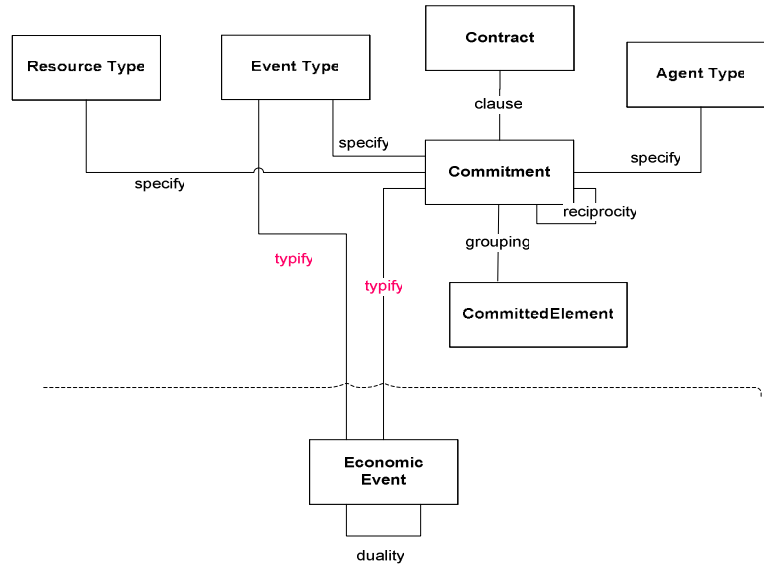 Contract
Resource Type
Event Type
Agent Type
clause
specify
specify
specify
Commitment
reciprocity
grouping
typify
typify
CommittedElement
Economic
Event
duality